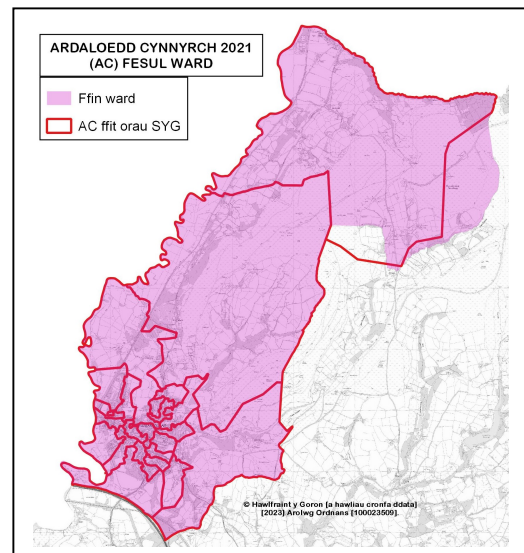 ARDALOEDD CYNNYRCH 2021
(AC) FESUL WARD
Ffin ward
AC ffit orau SYG
© Hawlfraint y Goron [a hawliau cronfa ddata]
[2023] Arolwg Ordnans [100023509].